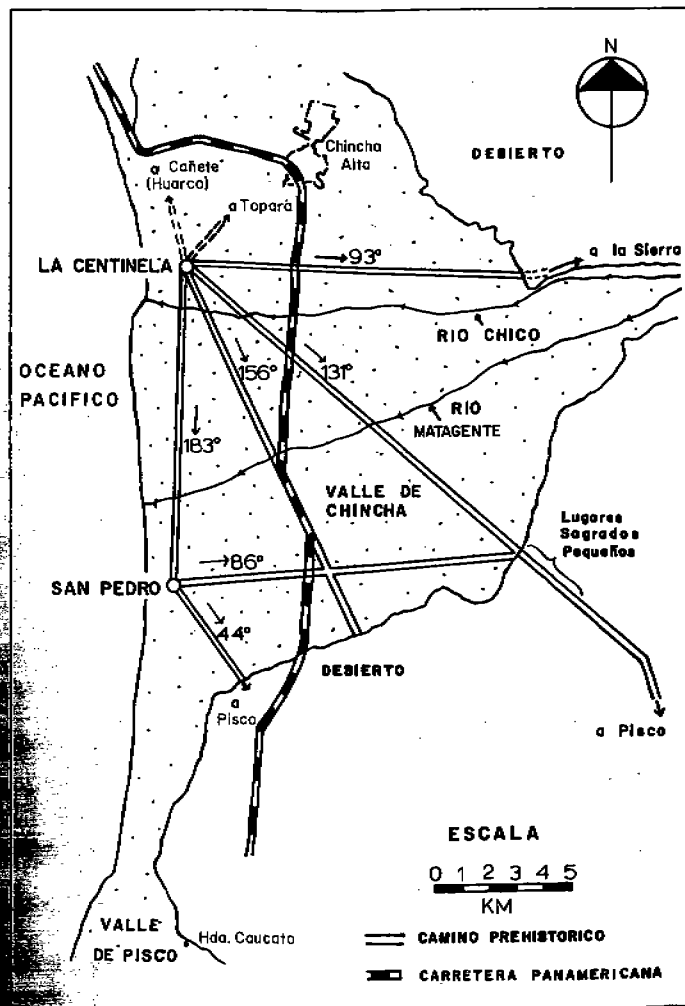 N
Chincha
Alta
DESIERTO
a Cañete
(Huarco)
a Topará
LA CENTINELA
93°
a la Sierra
RIO CHICO
OCEANO
PACIFICO
156°
131°
RÍO
MATAGENTE
183°
VALLE DE
CHINCHA
Lugares
Sagrados
Pequeños
86°
SAN PEDRO
44°
DESIERTO
a
Pisco
a Pisco
ESCALA
0 1 2 3 4 5
KM
VALLE
DE PISCO
Hda. Caucato
CAMINO PREHISTORICO
CARRETERA PANAMERICANA